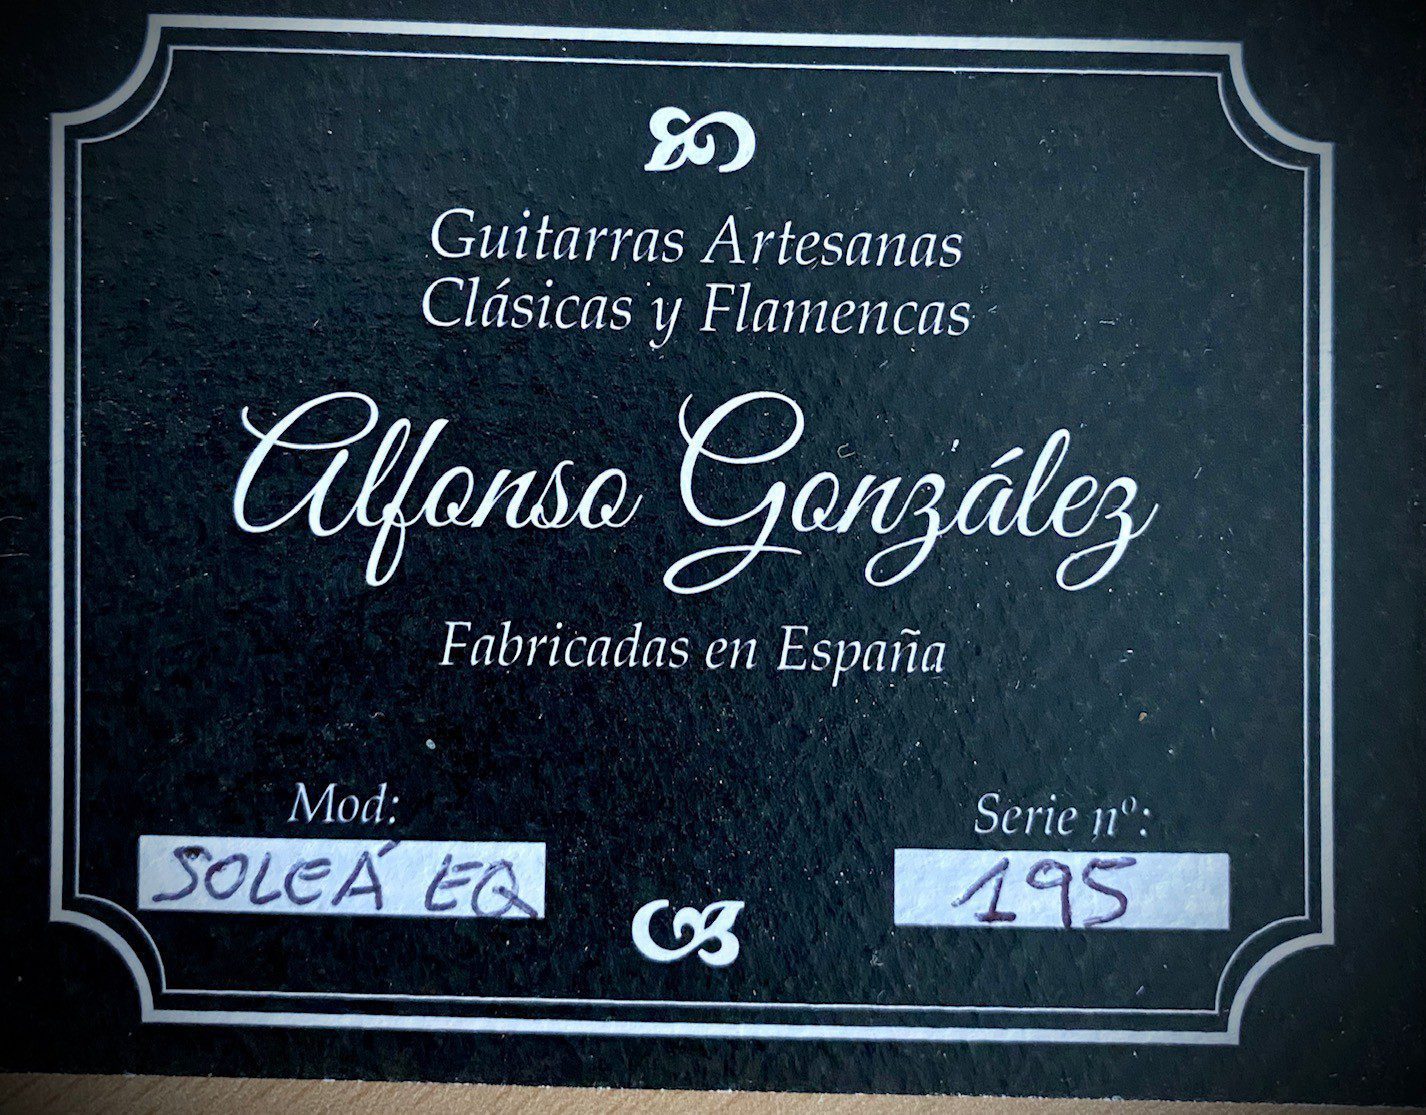 Guitarras Artesanas
Clásicas y Flamencas
Alfonso González
Fabricadas en España
Mod:
SOLEÁ EQ
Serie nº:
195